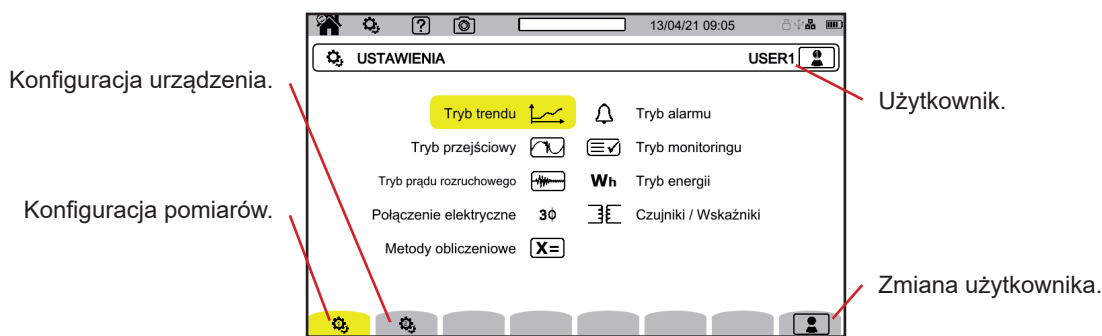 13/04/21 09:05
USTAWIENIA USER1
Konfiguracja urządzenia.
Użytkownik.
Tryb trendu
Tryb alarmu
Tryb przejściowy
Tryb monitoringu
Tryb prądu rozruchowego
Wh Tryb energii
Konfiguracja pomiarów.
Połączenie elektryczne 3ϕ
Czujniki / Wskaźniki
Metody obliczeniowe X=
Zmiana użytkownika.